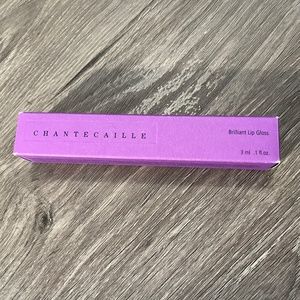 CHANTECAILLE
Brilliant Lip Gloss
3 ml .1 fl.oz.